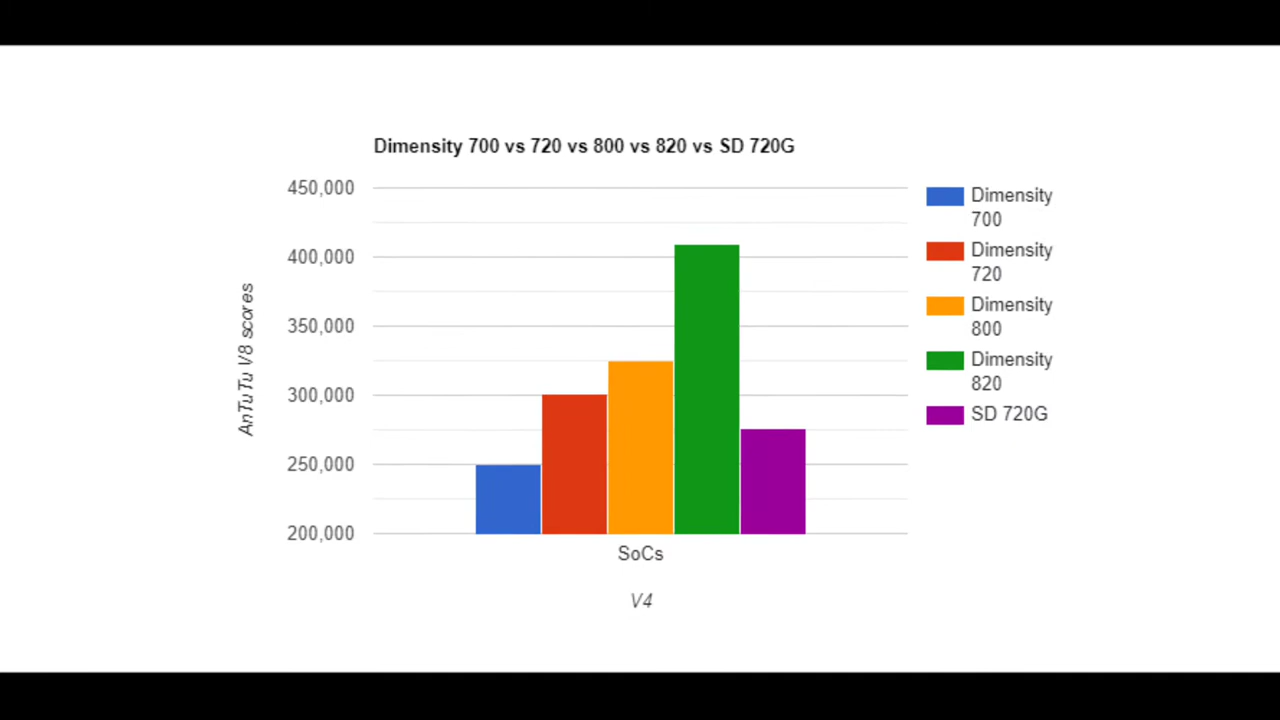 Dimensity 700 vs 720 vs 800 vs 820 vs SD 720G
450,000
400,000
350,000
300,000
250,000
200,000
AnTuTu V8 scores
SoCs
V4
Dimensity
700
Dimensity
720
Dimensity
800
Dimensity
820
SD 720G